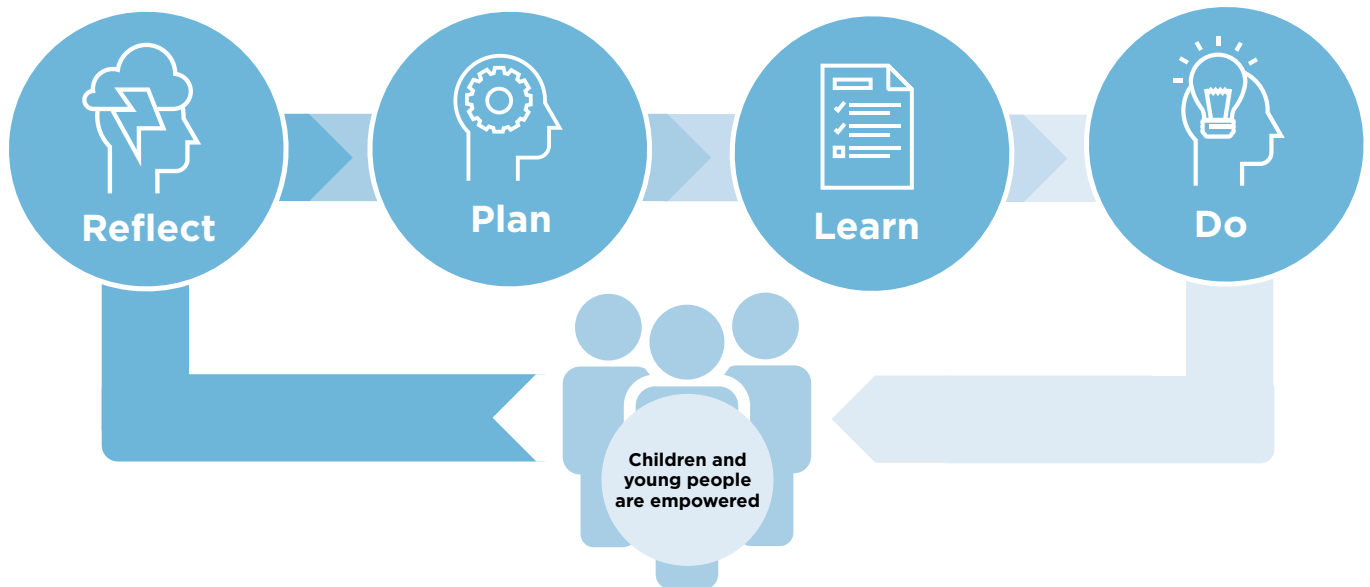 Reflect
Plan
Learn
Do
Children and
young people
are empowered